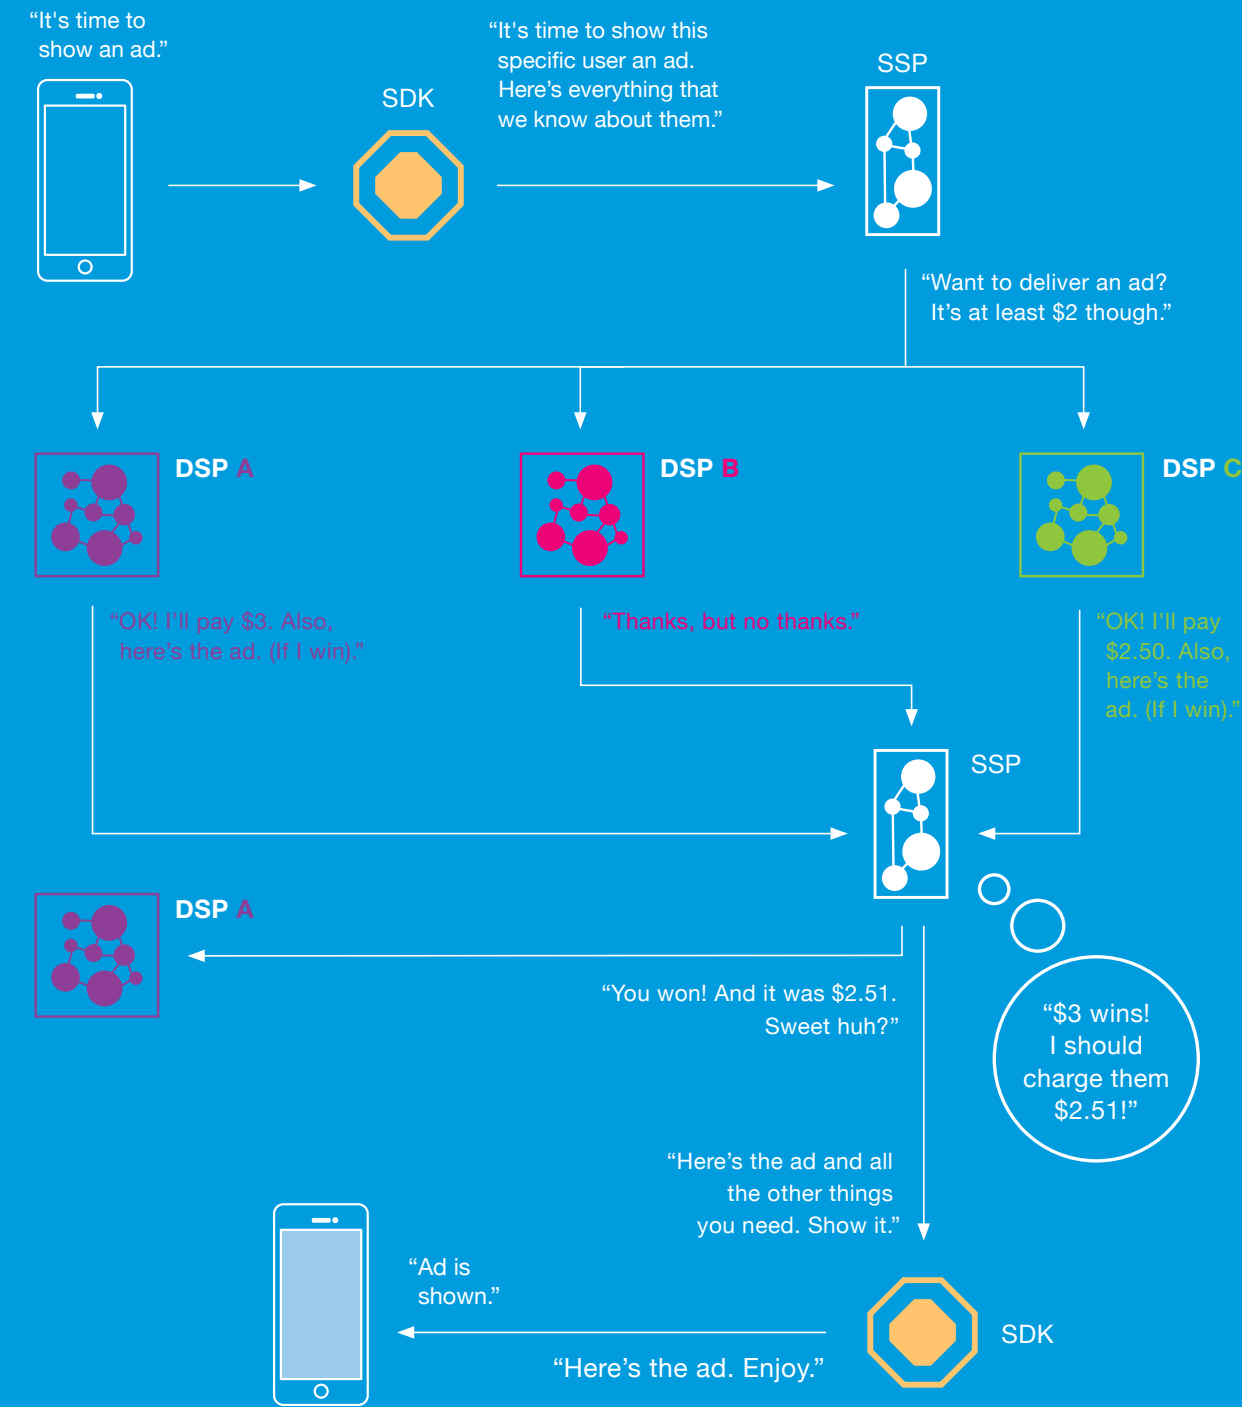 “It's time to
show an ad.”
SDK
“It's time to show this
specific user an ad.
Here’s everything that
we know about them.”
SSP
“Want to deliver an ad?
It’s at least $2 though.”
DSP A
DSP B
DSP C
“OK! I’ll pay $3. Also,
here’s the ad. (If I win).”
“Thanks, but no thanks.”
“OK! I'll pay
$2.50. Also,
here’s the
ad. (If I win).”
SSP
DSP A
“You won! And it was $2.51.
Sweet huh?”
“$3 wins!
I should
charge them
$2.51!”
“Here’s the ad and all
the other things
you need. Show it.”
“Ad is
shown.”
SDK
“Here’s the ad. Enjoy.”